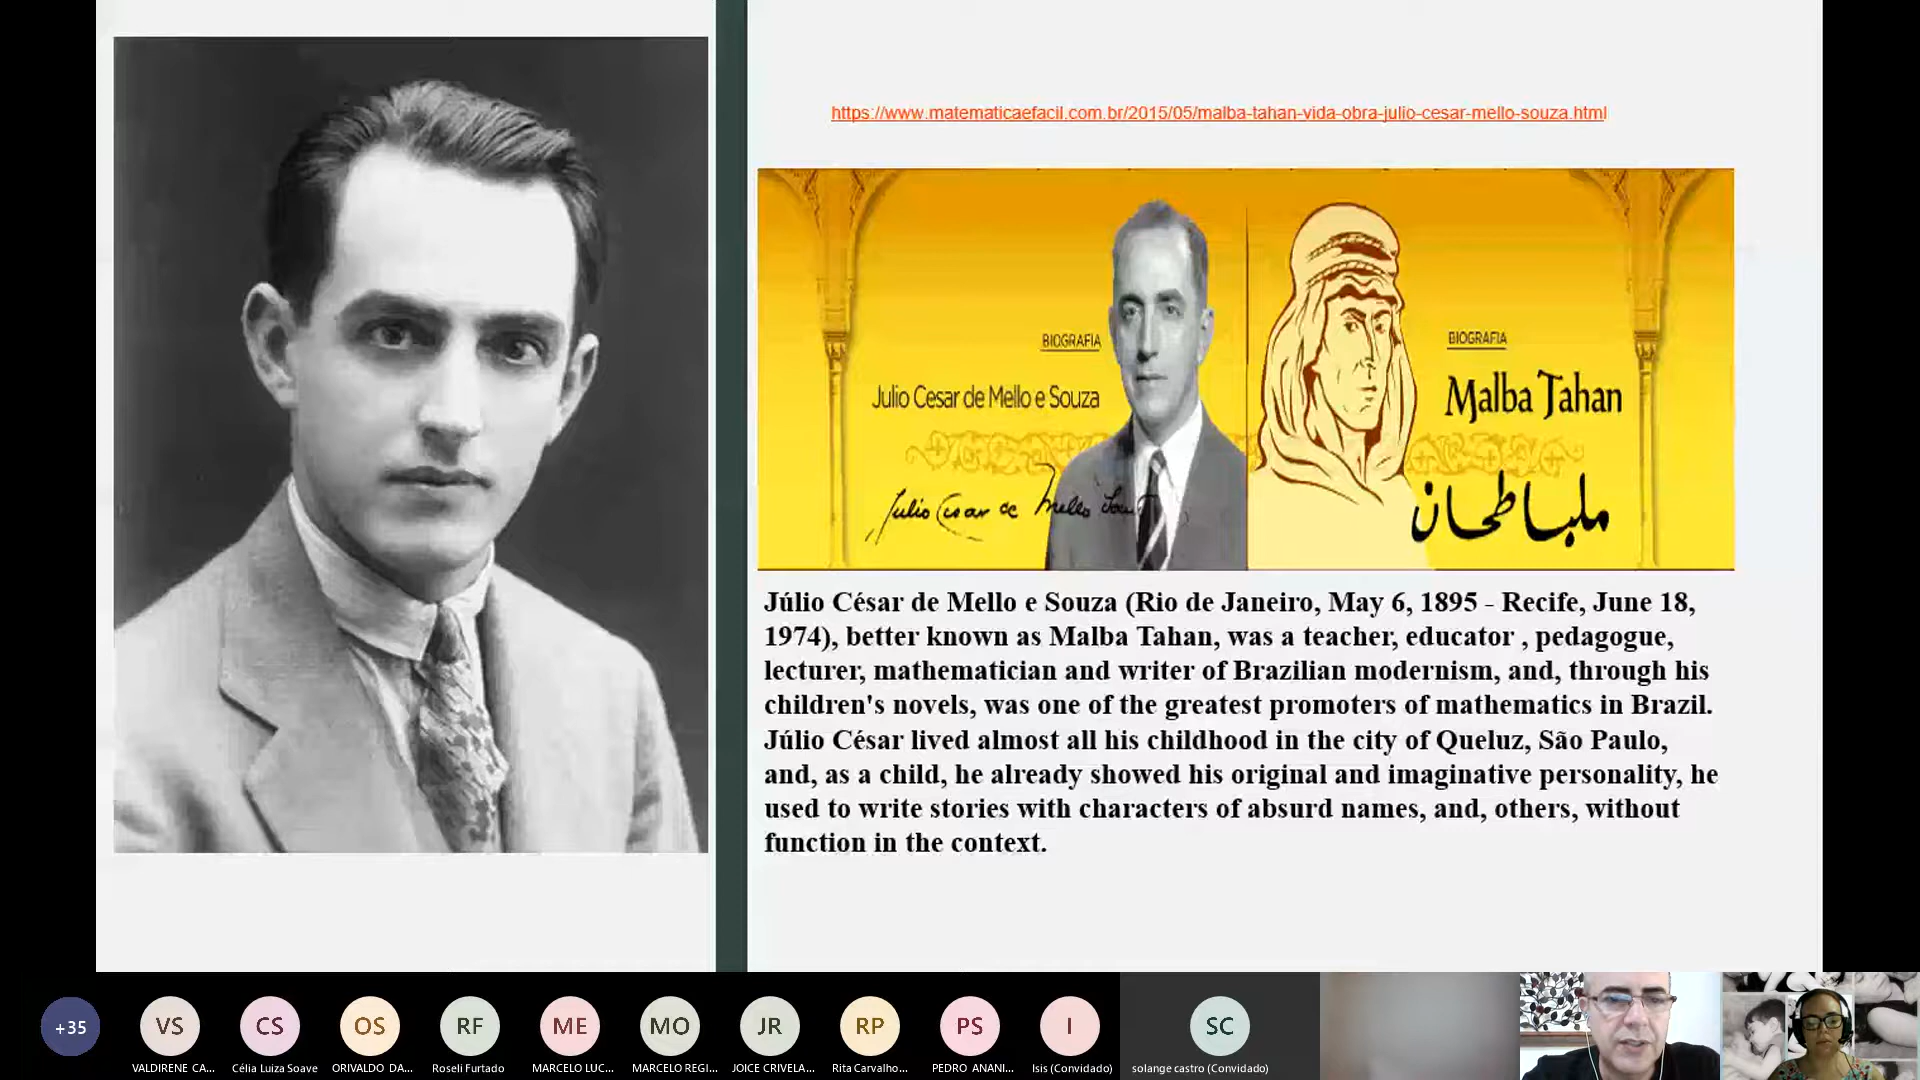 https://www.matematicaefacil.com.br/2015/05/malba-tahan-vida-obra-julio-cesar-mello-souza.html
BIOGRAFIA
Julio Cesar de Mello e Souza
Julio Cesar de Mello Souza
BIOGRAFIA
Malba Tahan
ملبا طحان
Júlio César de Mello e Souza (Rio de Janeiro, May 6, 1895 - Recife, June 18,
1974), better known as Malba Tahan, was a teacher, educator , pedagogue,
lecturer, mathematician and writer of Brazilian modernism, and, through his
children's novels, was one of the greatest promoters of mathematics in Brazil.
Júlio César lived almost all his childhood in the city of Queluz, São Paulo,
and, as a child, he already showed his original and imaginative personality, he
used to write stories with characters of absurd names, and, others, without
function in the context.
+35
VS
CS
OS
RF
ME
MO
JR
RP
PS
I
SC
VALDIRENE CA...
Célia Luiza Soave
ORIVALDO DA...
Roseli Furtado
MARCELO LUC...
MARCELO REGI...
JOICE CRIVELA...
Rita Carvalho...
PEDRO ANANI...
Isis (Convidado)
solange castro (Convidado)